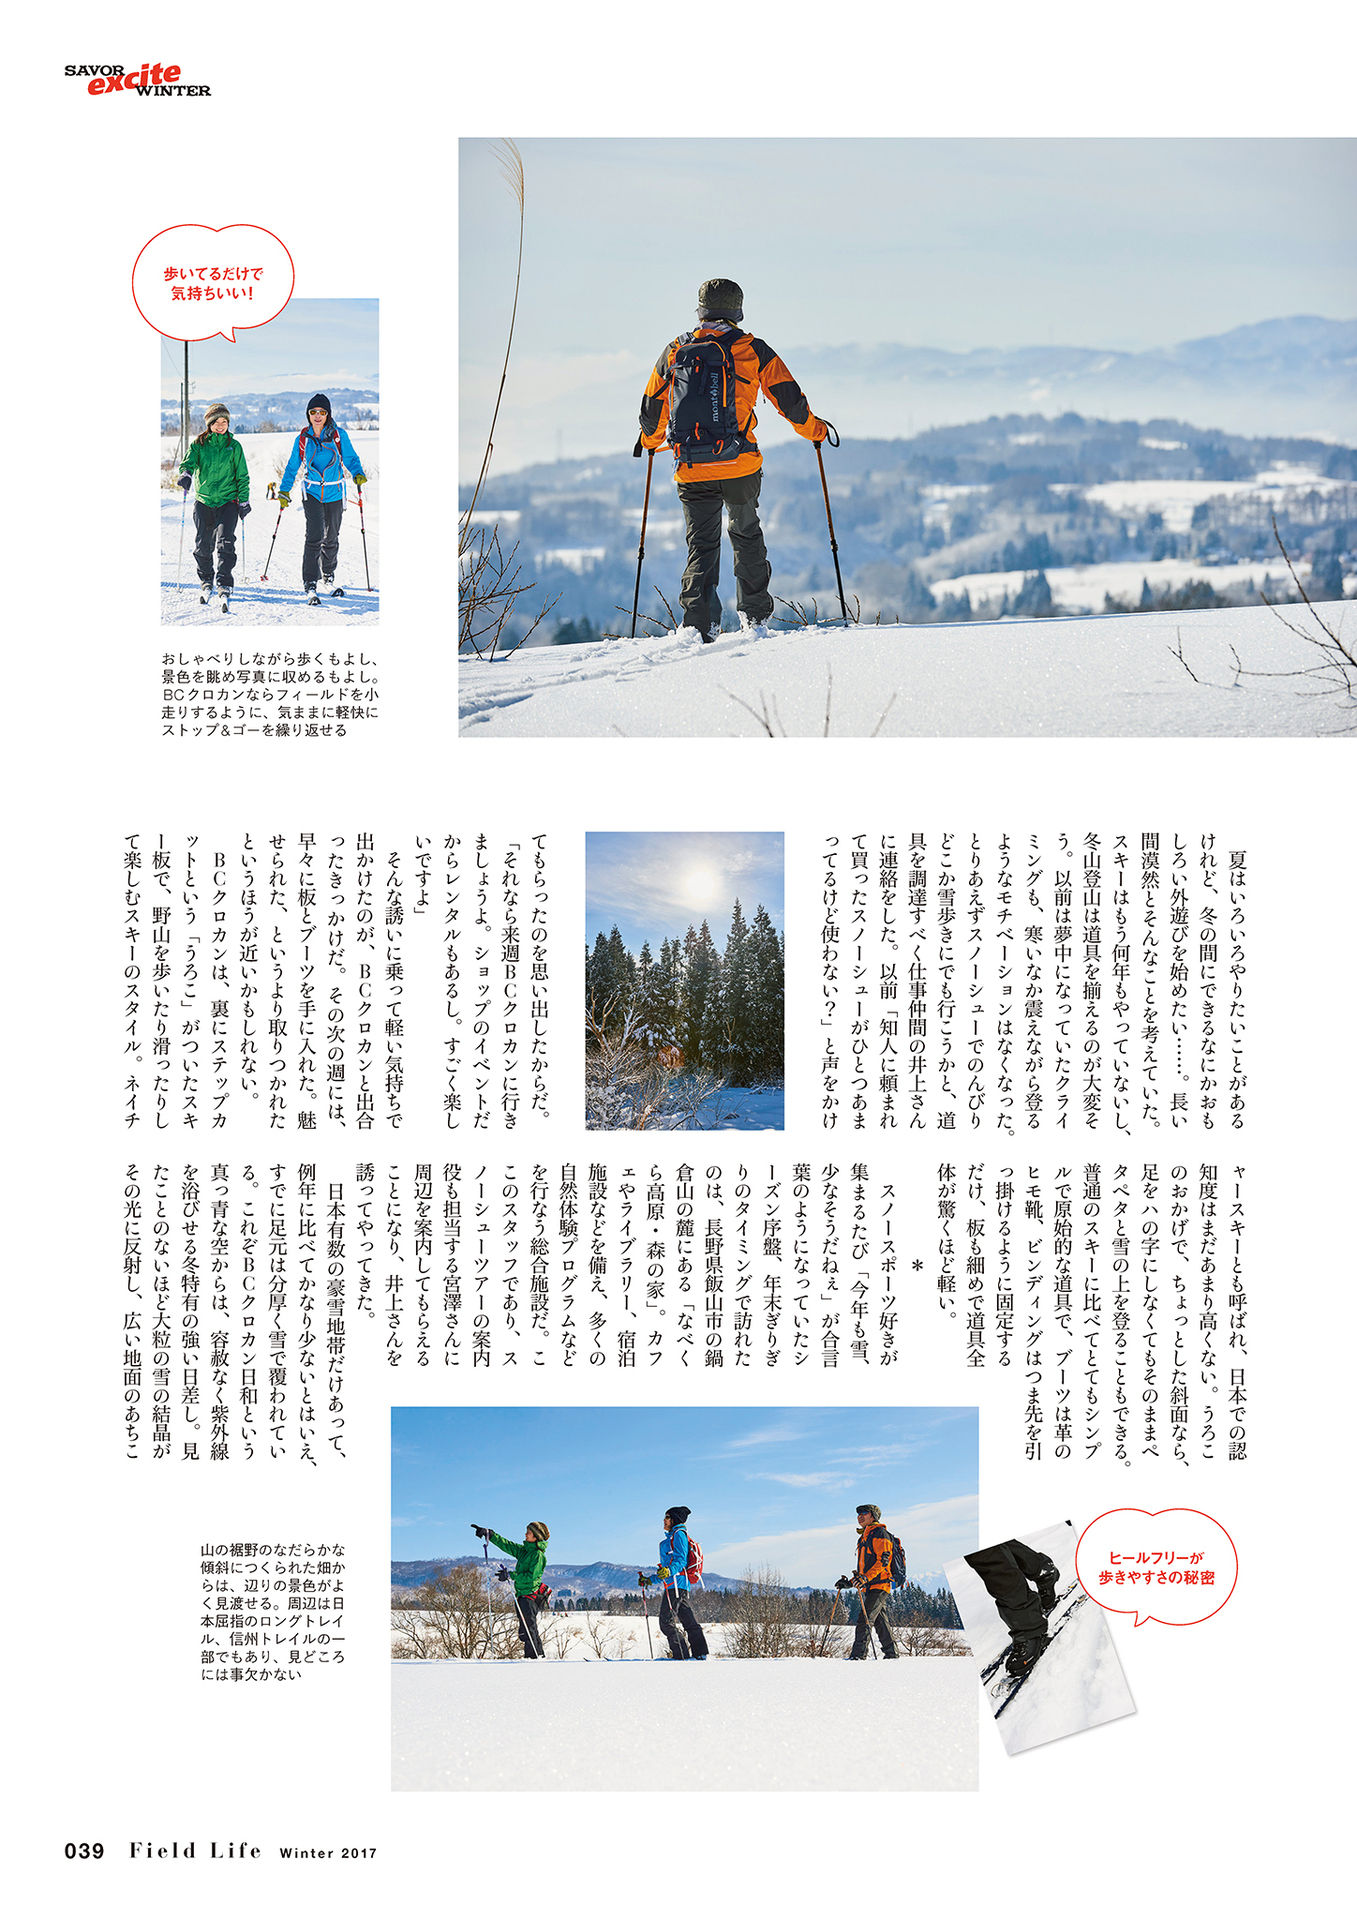 SAVOR
excite
WINTER
歩いてるだけで
気持ちいい！
おしゃべりしながら歩くもよし、
景色を眺め写真に収めるもよし。
BCクロカンならフィールドを小
走りするように、気ままに軽快に
ストップ＆ゴーを繰り返せる
mont-bell
夏はいろいろやりたいことがある
けれど、冬の間にできるなにかおも
しろい外遊びを始めたい……。長い
間漠然とそんなことを考えていた。
スキーはもう何年もやっていないし、
冬山登山は道具を揃えるのが大変そ
う。以前は夢中になっていたクライ
ミングも、寒いなか震えながら登る
ようなモチベーションはなくなった。
とりあえずスノーシューでのんびり
どこか雪歩きにでも行こうかと、道
具を調達すべく仕事仲間の井上さん
に連絡をした。以前「知人に頼まれ
て買ったスノーシューがひとつあま
ってるけど使わない？」と声をかけ
てもらったのを思い出したからだ。
「それなら来週BCクロカンに行き
ましょうよ。ショップのイベントだ
からレンタルもあるし。すごく楽し
いですよ」
そんな誘いに乗って軽い気持ちで
出かけたのが、BCクロカンと出合
ったきっかけだ。その次の週には、
早々に板とブーツを手に入れた。魅
せられた、というより取りつかれた
というほうが近いかもしれない。
BCクロカンは、裏にステップカ
ットという「うろこ」がついたスキ
ー板で、野山を歩いたり滑ったりし
て楽しむスキーのスタイル。ネイチ
ャースキーとも呼ばれ、日本での認
知度はまだあまり高くない。うろこ
のおかげで、ちょっとした斜面なら、
足をハの字にしなくてもそのままペ
タペタと雪の上を登ることもできる。
普通のスキーに比べてとてもシンプ
ルで原始的な道具で、ブーツは革の
ヒモ靴、ビンディングはつま先を引
っ掛けるように固定する
だけ、板も細めで道具全
体が驚くほど軽い。
＊
スノースポーツ好きが
集まるたび「今年も雪、
少なそうだねぇ」が合言
葉のようになっていたシ
ーズン序盤、年末ぎりぎ
りのタイミングで訪れた
のは、長野県飯山市の鍋
倉山の麓にある「なべく
ら高原・森の家」。カフ
ェやライブラリー、宿泊
施設などを備え、多くの
自然体験プログラムなど
を行なう総合施設だ。こ
このスタッフであり、ス
ノーシューツアーの案内
役も担当する宮澤さんに
周辺を案内してもらえる
ことになり、井上さんを
誘ってやってきた。
日本有数の豪雪地帯だけあって、
例年に比べてかなり少ないとはいえ、
すでに足元は分厚く雪で覆われてい
る。これぞBCクロカン日和という
真っ青な空からは、容赦なく紫外線
を浴びせる冬特有の強い日差し。見
たことのないほど大粒の雪の結晶が
その光に反射し、広い地面のあちこ
ヒールフリーが
歩きやすさの秘密
山の裾野のなだらかな
傾斜につくられた畑か
らは、辺りの景色がよ
く見渡せる。周辺は日
本屈指のロングトレイ
ル、信州トレイルの一
部でもあり、見どころ
には事欠かない
039 Field Life Winter 2017